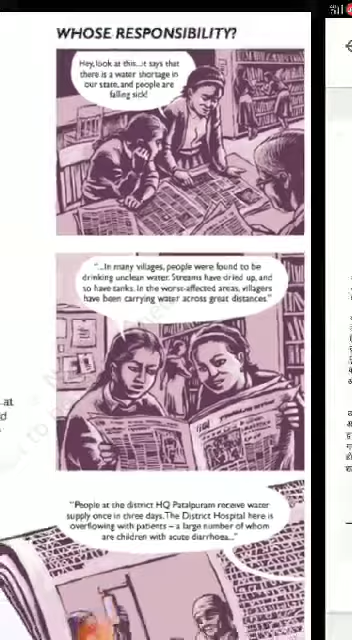 WHOSE RESPONSIBILITY?
Hey, look at this...it says that
there is a water shortage in
our state, and people are
falling sick!
"...In many villages, people were found to be
drinking unclean water. Streams have dried up, and
so have tanks. In the worst-affected areas, villagers
have been carrying water across great distances."
at
"People at the district HQ Patalpuram receive water
supply once in three days. The District Hospital here is
overflowing with patients – a large number of whom
are children with acute diarrhoea..."